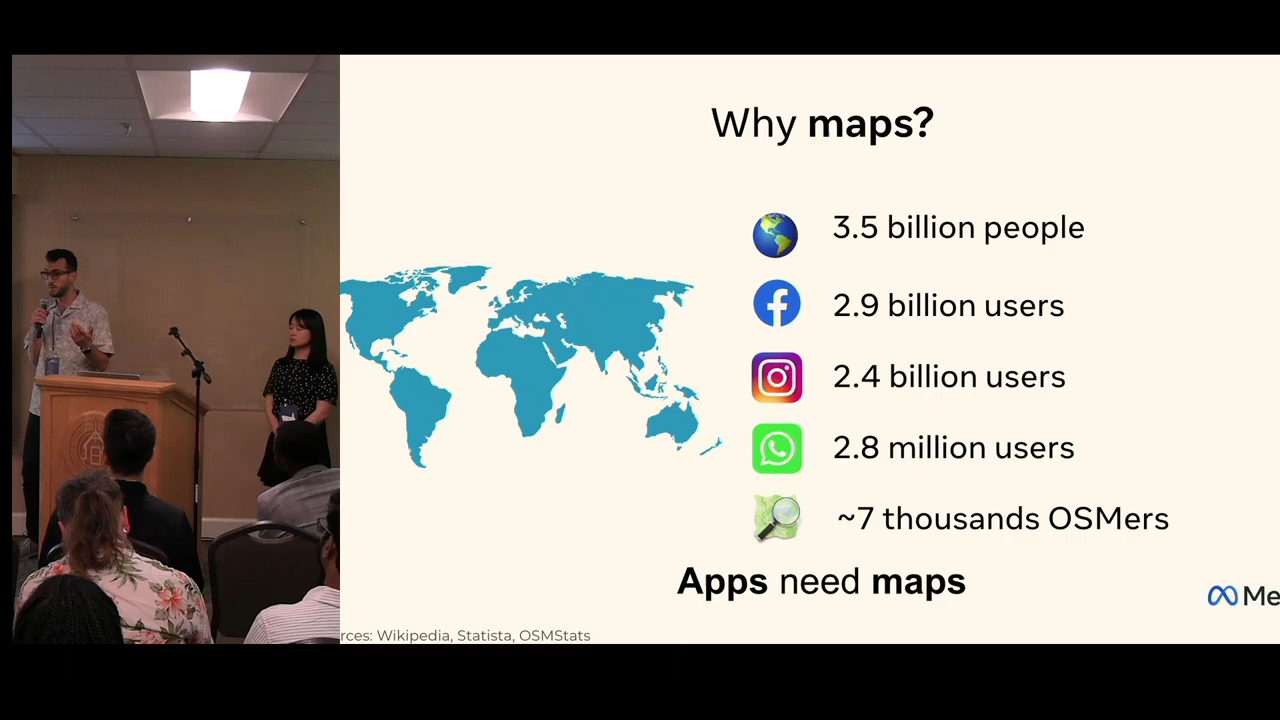 Why maps?
3.5 billion people
2.9 billion users
2.4 billion users
2.8 million users
~7 thousands OSMers
Apps need maps
Me
rces: Wikipedia, Statista, OSMStats